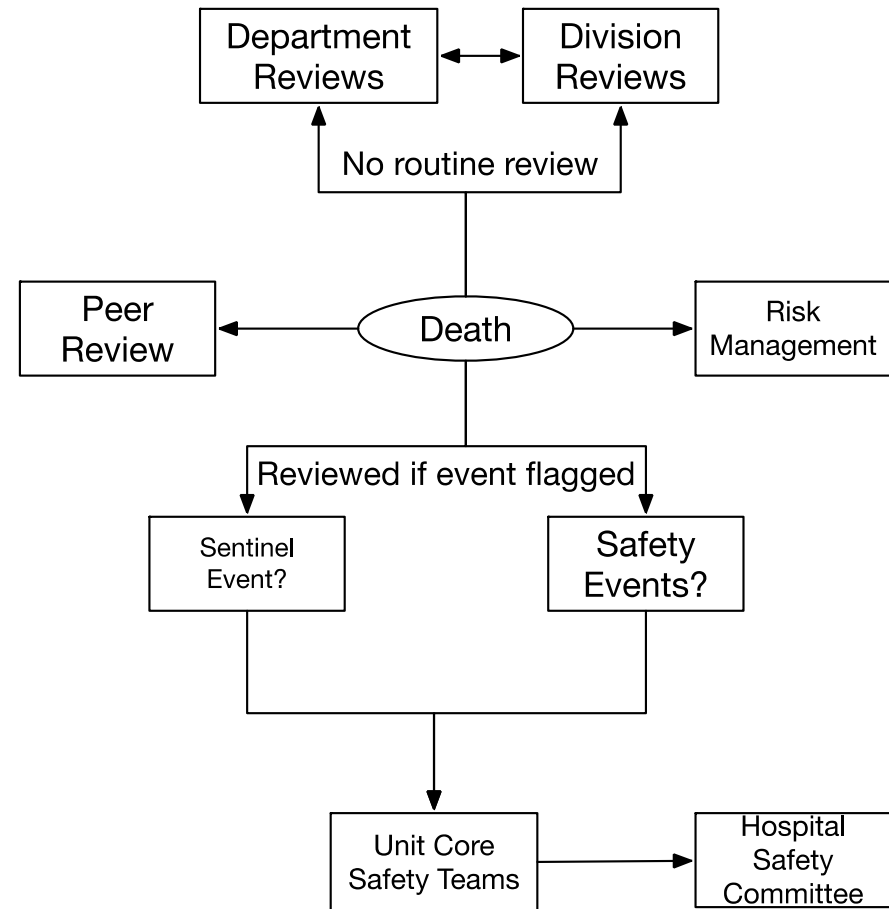 Department
Reviews
Division
Reviews
No routine review
Peer
Review
Death
Risk
Management
Reviewed if event flagged
Sentinel
Event?
Safety
Events?
Unit Core
Safety Teams
Hospital
Safety
Committee